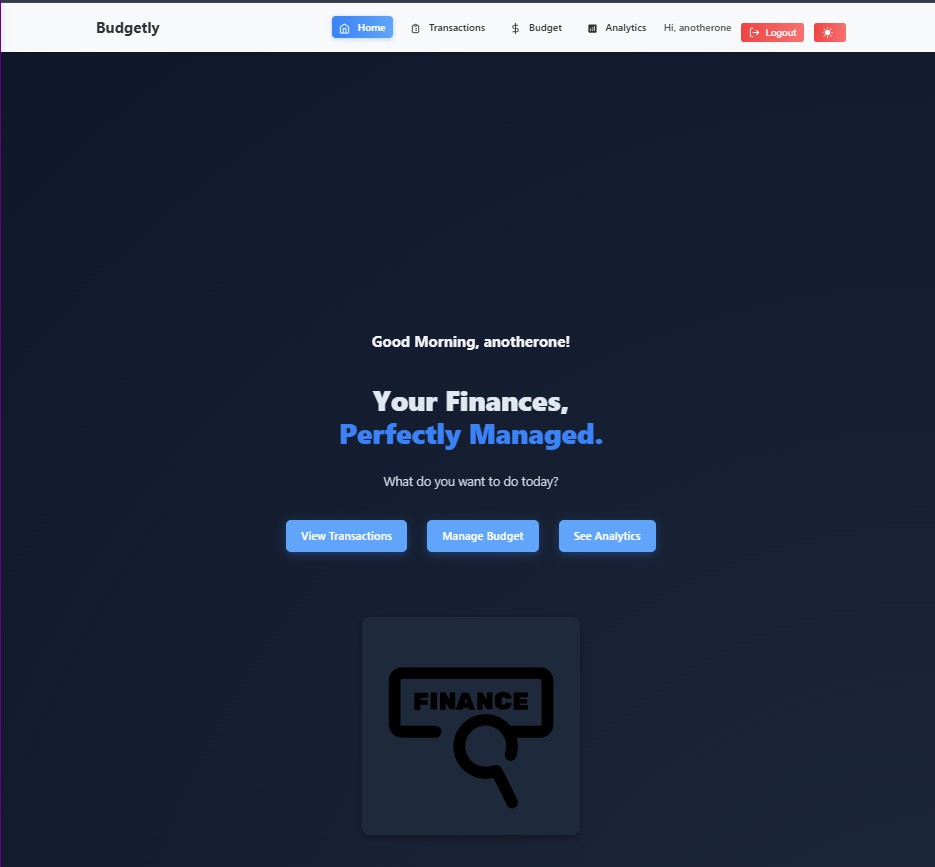 Budgetly
Home
Transactions
Budget
Analytics
Hi, anotherone
Logout
Good Morning, anotherone!
Your Finances,
Perfectly Managed.
What do you want to do today?
View Transactions
Manage Budget
See Analytics
FINANCE